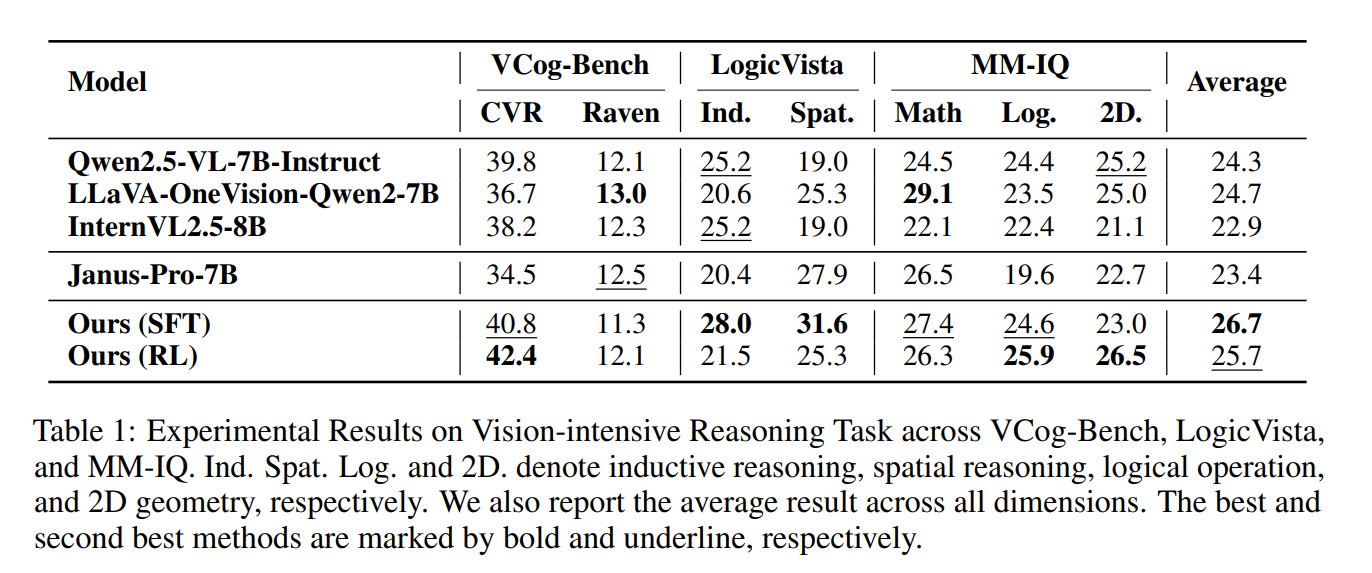 Model VCog-Bench LogicVista MM-IQ Average
CVR Raven Ind. Spat. Math Log. 2D.
Qwen2.5-VL-7B-Instruct 39.8 12.1 25.2 19.0 24.5 24.4 25.2 24.3
LLaVA-OneVision-Qwen2-7B 36.7 13.0 20.6 25.3 29.1 23.5 25.0 24.7
InternVL2.5-8B 38.2 12.3 25.2 19.0 22.1 22.4 21.1 22.9
Janus-Pro-7B 34.5 12.5 20.4 27.9 26.5 19.6 22.7 23.4
Ours (SFT) 40.8 11.3 28.0 31.6 27.4 24.6 23.0 26.7
Ours (RL) 42.4 12.1 21.5 25.3 26.3 25.9 26.5 25.7
Table 1: Experimental Results on Vision-intensive Reasoning Task across VCog-Bench, LogicVista,
and MM-IQ. Ind. Spat. Log. and 2D. denote inductive reasoning, spatial reasoning, logical operation,
and 2D geometry, respectively. We also report the average result across all dimensions. The best and
second best methods are marked by bold and underline, respectively.